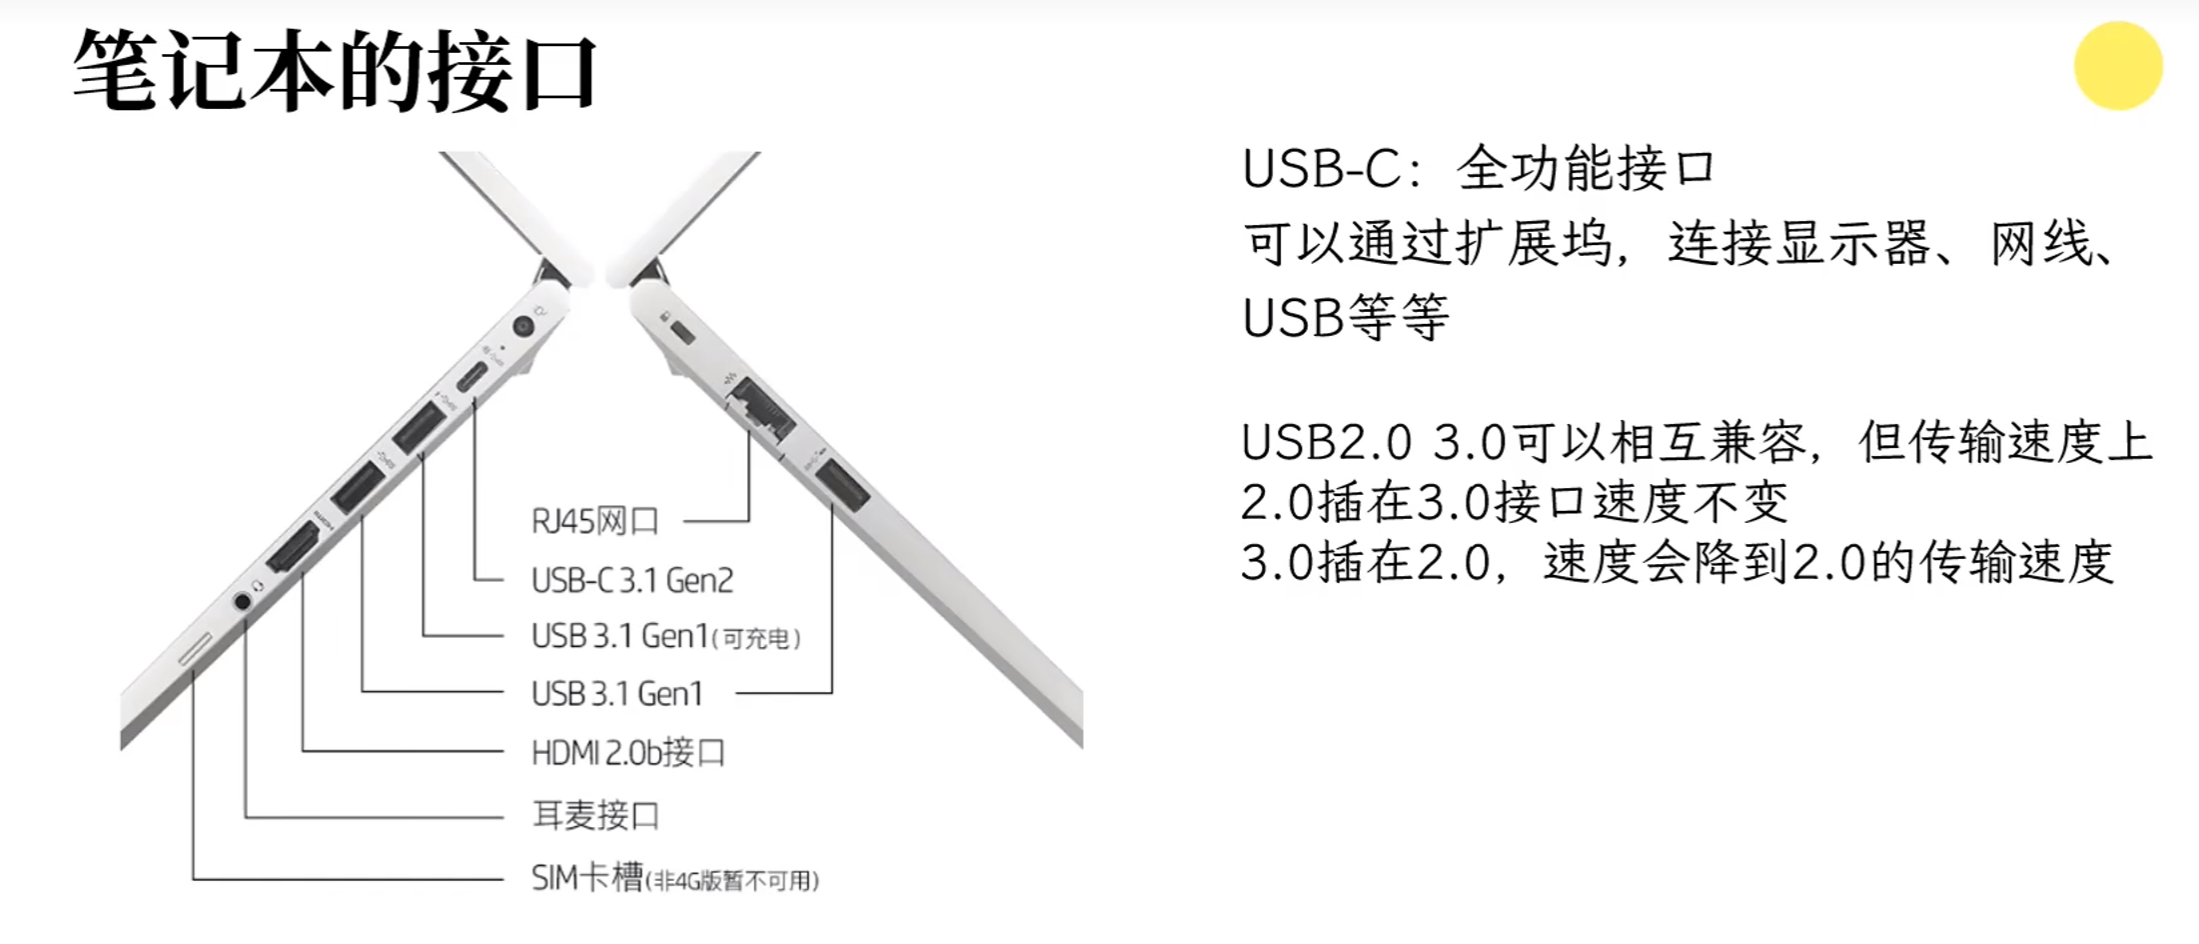 笔记本的接口
USB-C：全功能接口
可以通过扩展坞，连接显示器、网线、
USB等等
USB2.0 3.0可以相互兼容，但传输速度上
2.0插在3.0接口速度不变
3.0插在2.0，速度会降到2.0的传输速度
RJ45网口
USB-C 3.1 Gen2
USB 3.1 Gen1(可充电)
USB 3.1 Gen1
HDMI 2.0b接口
耳麦接口
SIM卡槽(非4G版暂不可用)